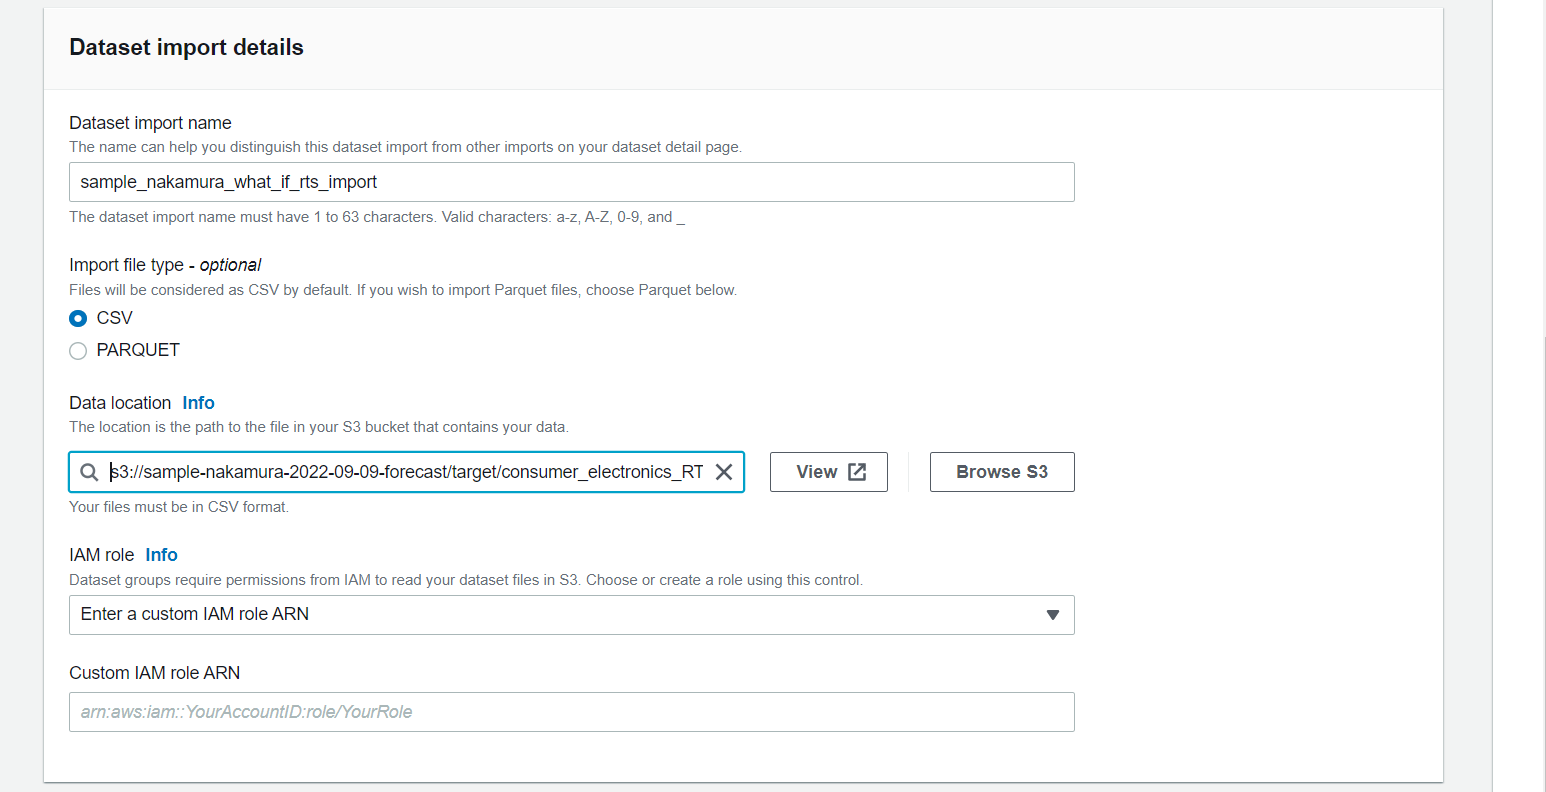 Dataset import details
Dataset import name
The name can help you distinguish this dataset import from other imports on your dataset detail page.
sample_nakamura_what_if_rts_import
The dataset import name must have 1 to 63 characters. Valid characters: a-z, A-Z, 0-9, and _
Import file type - optional
Files will be considered as CSV by default. If you wish to import Parquet files, choose Parquet below.
CSV
PARQUET
Data location Info
The location is the path to the file in your S3 bucket that contains your data.
s3://sample-nakamura-2022-09-09-forecast/target/consumer_electronics_RT View Browse S3
Your files must be in CSV format.
IAM role Info
Dataset groups require permissions from IAM to read your dataset files in S3. Choose or create a role using this control.
Enter a custom IAM role ARN
Custom IAM role ARN
arn:aws:iam::YourAccountID:role/YourRole